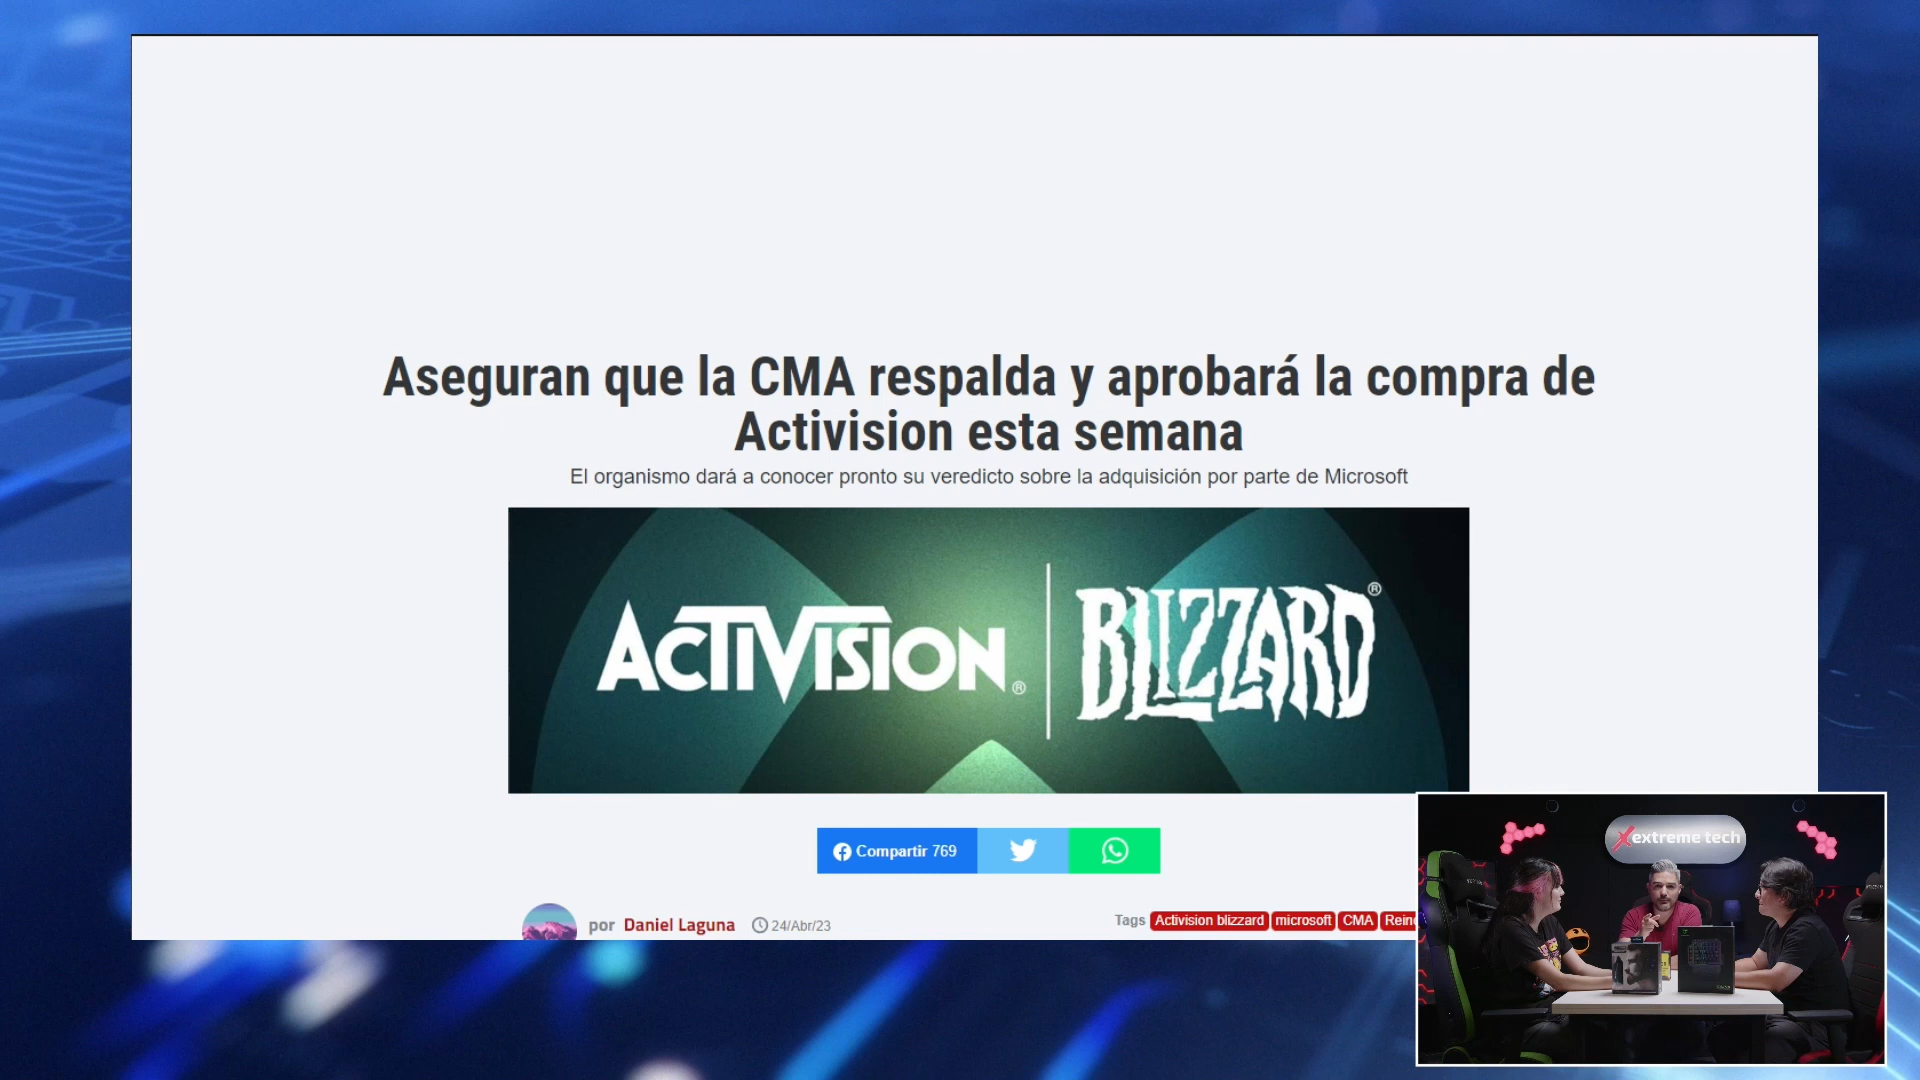 Aseguran que la CMA respalda y aprobará la compra de
Activision esta semana
El organismo dará a conocer pronto su veredicto sobre la adquisición por parte de Microsoft
ACTIVISION® | BLIZZARD®
Compartir 769
por Daniel Laguna 24/Abr/23
Tags Activision blizzard microsoft CMA
Xextreme tech